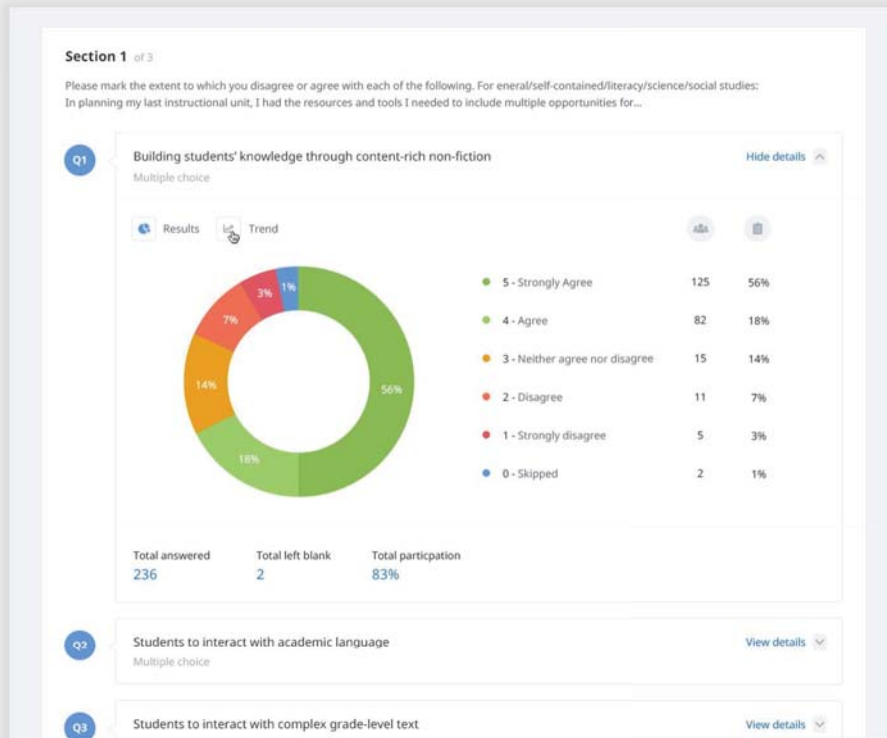 Section 1 of 3
Please mark the extent to which you disagree or agree with each of the following. For eneral/self-contained/literacy/science/social studies:
In planning my last instructional unit, I had the resources and tools I needed to include multiple opportunities for...
Q1
Building students' knowledge through content-rich non-fiction
Hide details
Multiple choice
Results
Trend
1%
3%
7%
14%
56%
18%
5 - Strongly Agree 125 56%
4 - Agree 82 18%
3 - Neither agree nor disagree 15 14%
2 - Disagree 11 7%
1 - Strongly disagree 5 3%
0 - Skipped 2 1%
Total answered Total left blank Total particpation
236 2 83%
Q2
Students to interact with academic language
View details
Multiple choice
Q3
Students to interact with complex grade-level text
View details